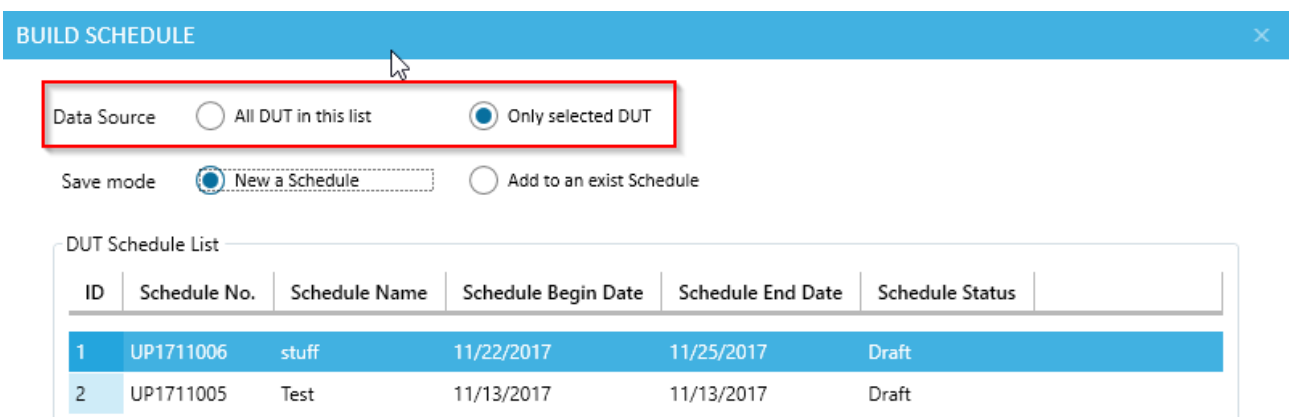 BUILD SCHEDULE
Data Source All DUT in this list Only selected DUT
Save mode New a Schedule Add to an exist Schedule
DUT Schedule List
ID Schedule No. Schedule Name Schedule Begin Date Schedule End Date Schedule Status
1 UP1711006 stuff 11/22/2017 11/25/2017 Draft
2 UP1711005 Test 11/13/2017 11/13/2017 Draft